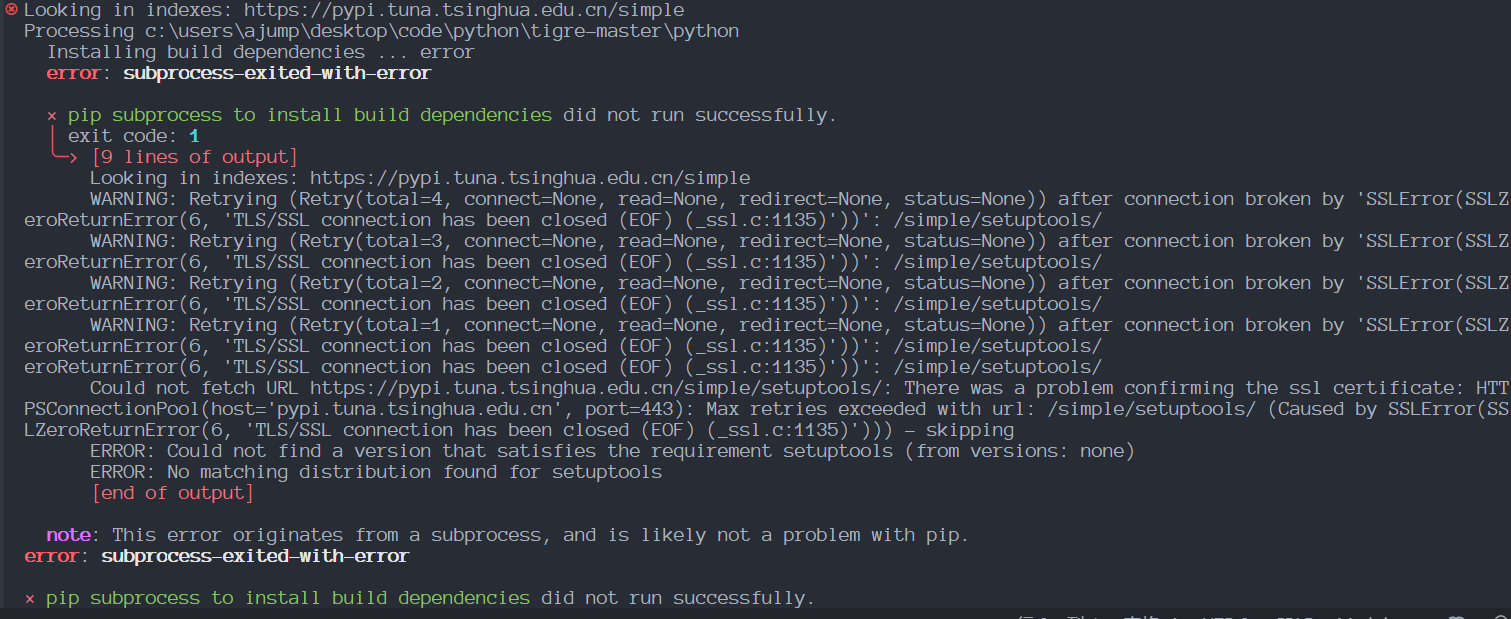 Looking in indexes: https://pypi.tuna.tsinghua.edu.cn/simple
Processing c:\users\ajump\desktop\code\python\tigre-master\python
Installing build dependencies ... error
error: subprocess-exited-with-error
× pip subprocess to install build dependencies did not run successfully.
│ exit code: 1
╰─> [9 lines of output]
Looking in indexes: https://pypi.tuna.tsinghua.edu.cn/simple
WARNING: Retrying (Retry(total=4, connect=None, read=None, redirect=None, status=None)) after connection broken by 'SSLError(SSLZ
eroReturnError(6, 'TLS/SSL connection has been closed (EOF) (_ssl.c:1135)'))': /simple/setuptools/
WARNING: Retrying (Retry(total=3, connect=None, read=None, redirect=None, status=None)) after connection broken by 'SSLError(SSLZ
eroReturnError(6, 'TLS/SSL connection has been closed (EOF) (_ssl.c:1135)'))': /simple/setuptools/
WARNING: Retrying (Retry(total=2, connect=None, read=None, redirect=None, status=None)) after connection broken by 'SSLError(SSLZ
eroReturnError(6, 'TLS/SSL connection has been closed (EOF) (_ssl.c:1135)'))': /simple/setuptools/
WARNING: Retrying (Retry(total=1, connect=None, read=None, redirect=None, status=None)) after connection broken by 'SSLError(SSLZ
eroReturnError(6, 'TLS/SSL connection has been closed (EOF) (_ssl.c:1135)'))': /simple/setuptools/
eroReturnError(6, 'TLS/SSL connection has been closed (EOF) (_ssl.c:1135)'))': /simple/setuptools/
Could not fetch URL https://pypi.tuna.tsinghua.edu.cn/simple/setuptools/: There was a problem confirming the ssl certificate: HTT
PSConnectionPool(host='pypi.tuna.tsinghua.edu.cn', port=443): Max retries exceeded with url: /simple/setuptools/ (Caused by SSLError(SS
LZeroReturnError(6, 'TLS/SSL connection has been closed (EOF) (_ssl.c:1135)'))) - skipping
ERROR: Could not find a version that satisfies the requirement setuptools (from versions: none)
ERROR: No matching distribution found for setuptools
[end of output]
note: This error originates from a subprocess, and is likely not a problem with pip.
error: subprocess-exited-with-error
× pip subprocess to install build dependencies did not run successfully.